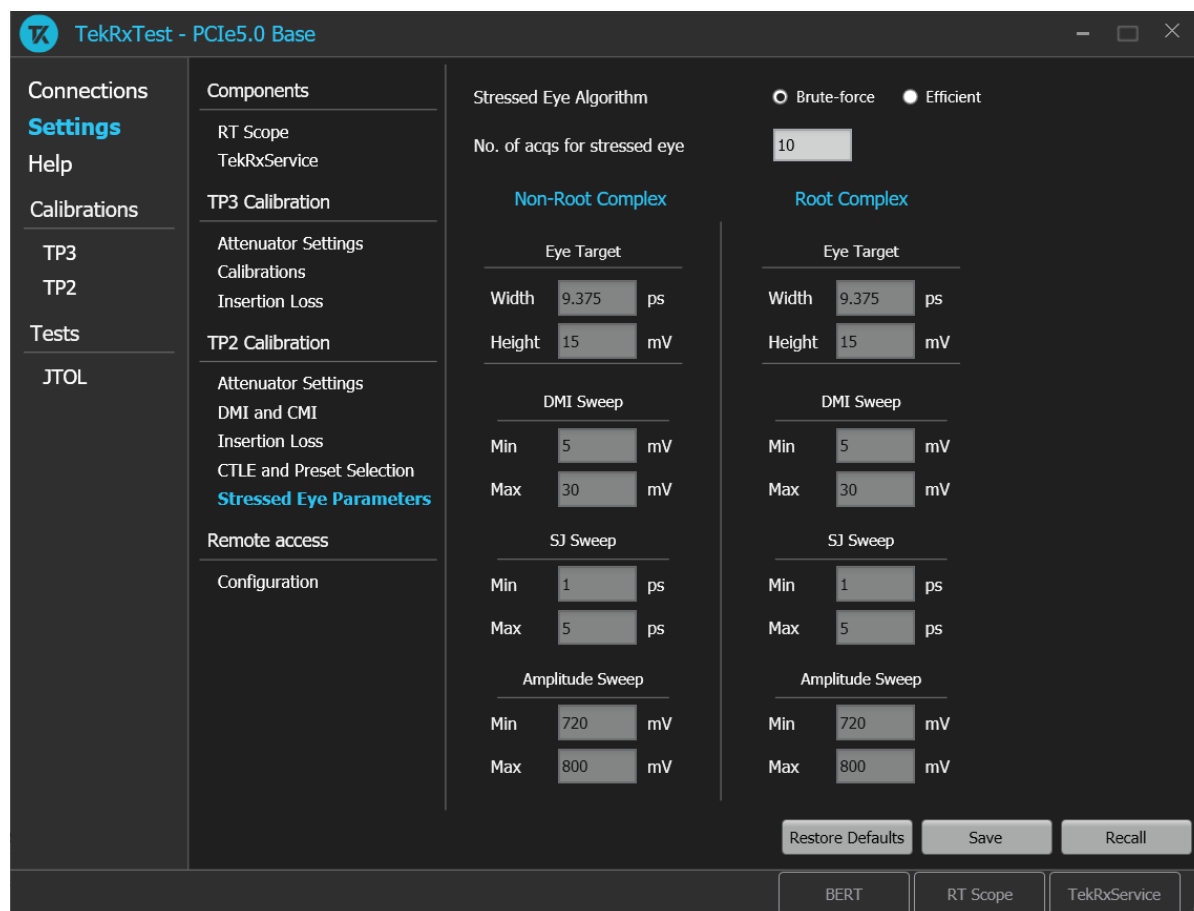 TekRxTest - PCIe5.0 Base
Connections
Settings
Help
Calibrations
TP3
TP2
Tests
JTOL
Components
RT Scope
TekRxService
TP3 Calibration
Attenuator Settings
Calibrations
Insertion Loss
TP2 Calibration
Attenuator Settings
DMI and CMI
Insertion Loss
CTLE and Preset Selection
Stressed Eye Parameters
Remote access
Configuration
Stressed Eye Algorithm Brute-force Efficient
No. of acqs for stressed eye 10
Non-Root Complex
Eye Target
Width 9.375 ps
Height 15 mV
DMI Sweep
Min 5 mV
Max 30 mV
SJ Sweep
Min 1 ps
Max 5 ps
Amplitude Sweep
Min 720 mV
Max 800 mV
Root Complex
Eye Target
Width 9.375 ps
Height 15 mV
DMI Sweep
Min 5 mV
Max 30 mV
SJ Sweep
Min 1 ps
Max 5 ps
Amplitude Sweep
Min 720 mV
Max 800 mV
Restore Defaults Save Recall
BERT RT Scope TekRxService